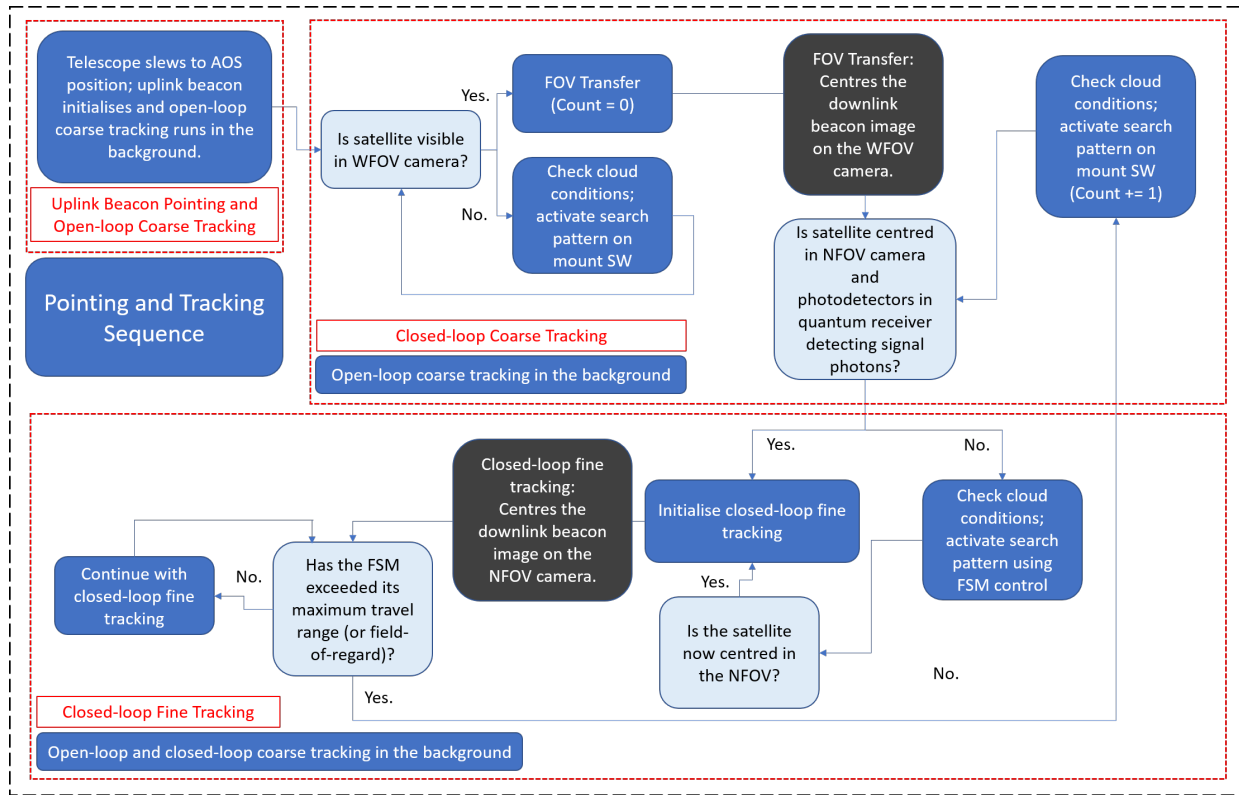 Telescope slews to AOS
position; uplink beacon
initialises and open-loop
coarse tracking runs in the
background.
Uplink Beacon Pointing and
Open-loop Coarse Tracking
Pointing and Tracking
Sequence
Is satellite visible
in WFOV camera?
Yes.
No.
FOV Transfer
(Count = 0)
Check cloud
conditions;
activate search
pattern on
mount SW
FOV Transfer:
Centres the
downlink
beacon image
on the WFOV
camera.
Check cloud
conditions;
activate search
pattern on
mount SW
(Count += 1)
Is satellite centred
in NFOV camera
and
photodetectors in
quantum receiver
detecting signal
photons?
Closed-loop Coarse Tracking
Open-loop coarse tracking in the background
Yes.
No.
Closed-loop fine
tracking:
Centres the
downlink beacon
image on the
NFOV camera.
Initialise closed-loop fine
tracking
Check cloud
conditions;
activate search
pattern using
FSM control
Continue with
closed-loop fine
tracking
No.
Has the FSM
exceeded its
maximum travel
range (or field-
of-regard)?
Yes.
Yes.
Is the satellite
now centred in
the NFOV?
No.
Closed-loop Fine Tracking
Open-loop and closed-loop coarse tracking in the background